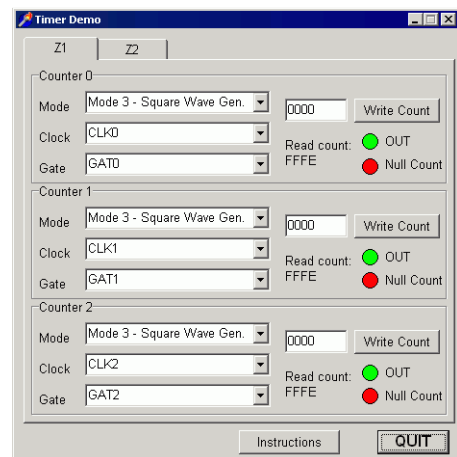 Timer Demo
Z1 Z2
Counter 0
Mode Mode 3 - Square Wave Gen. 0000 Write Count
Clock CLK0 Read count: OUT
Gate GAT0 FFFE Null Count
Counter 1
Mode Mode 3 - Square Wave Gen. 0000 Write Count
Clock CLK1 Read count: OUT
Gate GAT1 FFFE Null Count
Counter 2
Mode Mode 3 - Square Wave Gen. 0000 Write Count
Clock CLK2 Read count: OUT
Gate GAT2 FFFE Null Count
Instructions QUIT